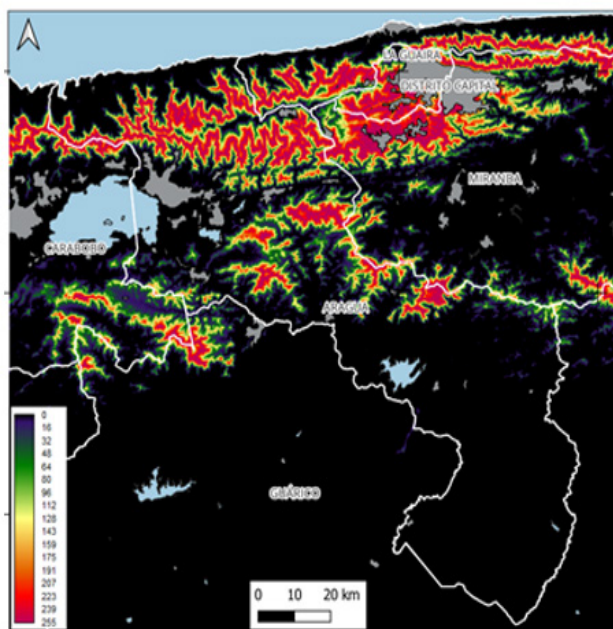 LA GUAIRA
DISTRITO CAPITAL
MIRANDA
CARABOBO
ARAGUA
GUÁRICO
0
16
32
48
64
80
96
112
128
143
159
175
191
207
223
239
255
0 10 20 km